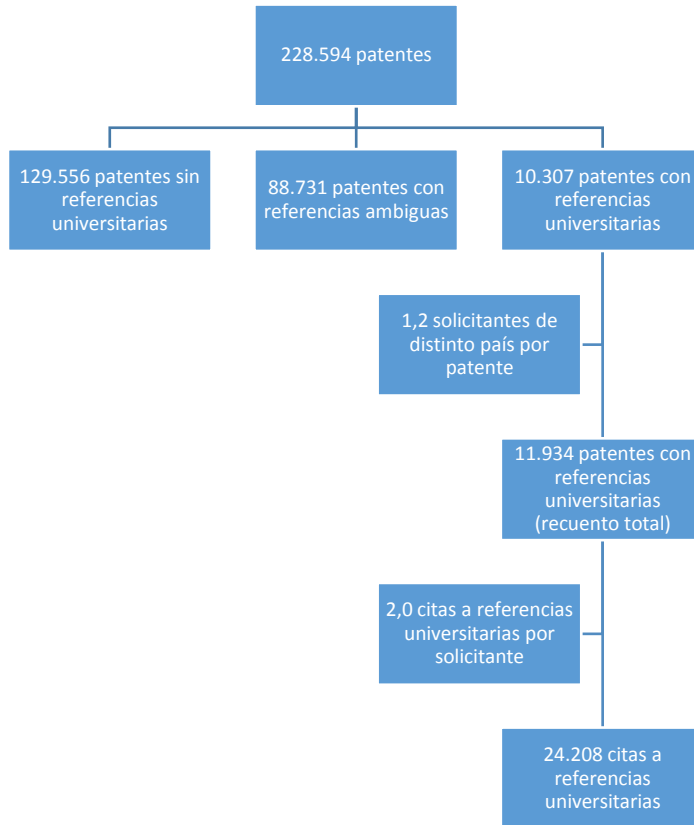 228.594 patentes
129.556 patentes sin
referencias
universitarias
88.731 patentes con
referencias ambiguas
10.307 patentes con
referencias
universitarias
1,2 solicitantes de
distinto país por
patente
11.934 patentes con
referencias
universitarias
(recuento total)
2,0 citas a referencias
universitarias por
solicitante
24.208 citas a
referencias
universitarias